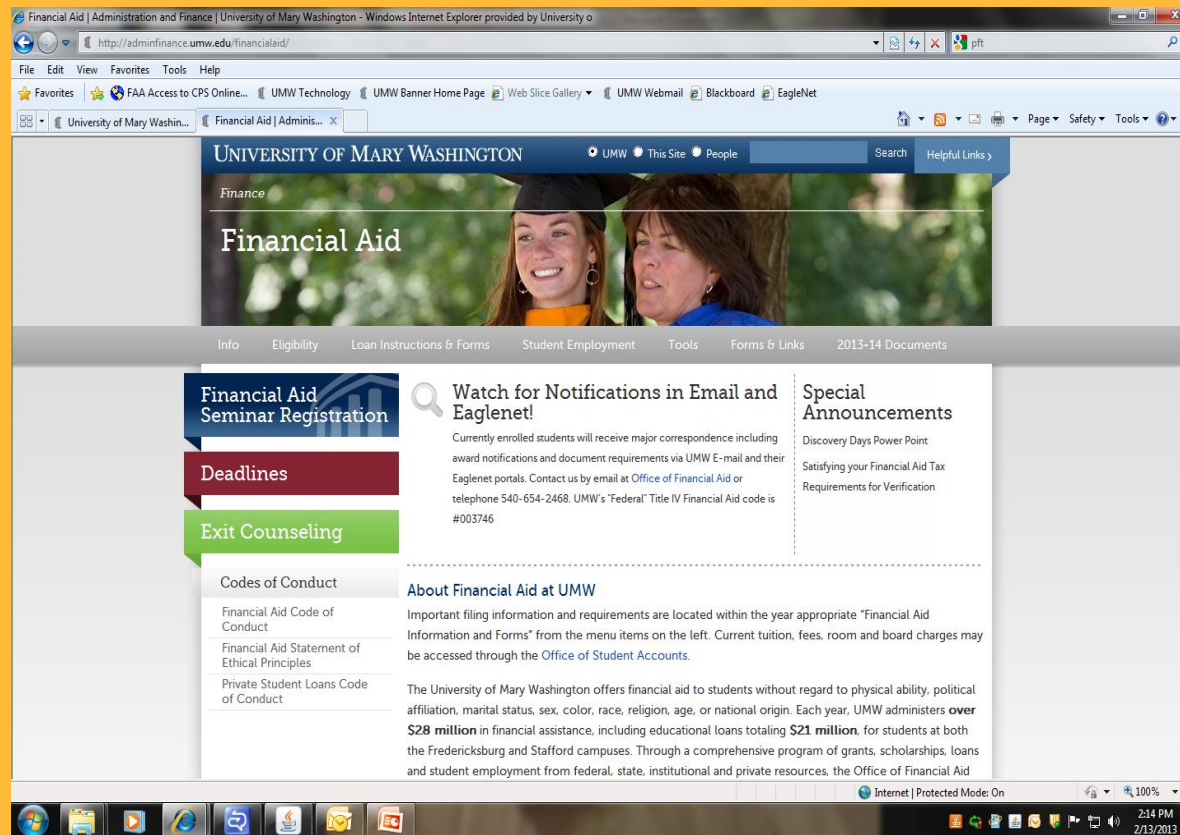 Financial Aid | Administration and Finance | University of Mary Washington - Windows Internet Explorer provided by University o
http://adminfinance.umw.edu/financialaid/
pft
File Edit View Favorites Tools Help
Favorites FAA Access to CPS Online... UMW Technology UMW Banner Home Page Web Slice Gallery UMW Webmail Blackboard EagleNet
University of Mary Washin... Financial Aid | Adminis... X Page Safety Tools
UNIVERSITY OF MARY WASHINGTON UMW This Site People Search Helpful Links ›
Finance
Financial Aid
Info Eligibility Loan Instructions & Forms Student Employment Tools Forms & Links 2013-14 Documents
Financial Aid
Seminar Registration
Deadlines
Exit Counseling
Codes of Conduct
Financial Aid Code of
Conduct
Financial Aid Statement of
Ethical Principles
Private Student Loans Code
of Conduct
Watch for Notifications in Email and
Eaglenet!
Currently enrolled students will receive major correspondence including
award notifications and document requirements via UMW E-mail and their
Eaglenet portals. Contact us by email at Office of Financial Aid or
telephone 540-654-2468. UMW's "Federal" Title IV Financial Aid code is
#003746
Special
Announcements
Discovery Days Power Point
Satisfying your Financial Aid Tax
Requirements for Verification
About Financial Aid at UMW
Important filing information and requirements are located within the year appropriate "Financial Aid
Information and Forms" from the menu items on the left. Current tuition, fees, room and board charges may
be accessed through the Office of Student Accounts.
The University of Mary Washington offers financial aid to students without regard to physical ability, political
affiliation, marital status, sex, color, race, religion, age, or national origin. Each year, UMW administers over
$28 million in financial assistance, including educational loans totaling $21 million, for students at both
the Fredericksburg and Stafford campuses. Through a comprehensive program of grants, scholarships, loans
and student employment from federal, state, institutional and private resources, the Office of Financial Aid
Internet | Protected Mode: On 100%
2:14 PM
2/13/2013